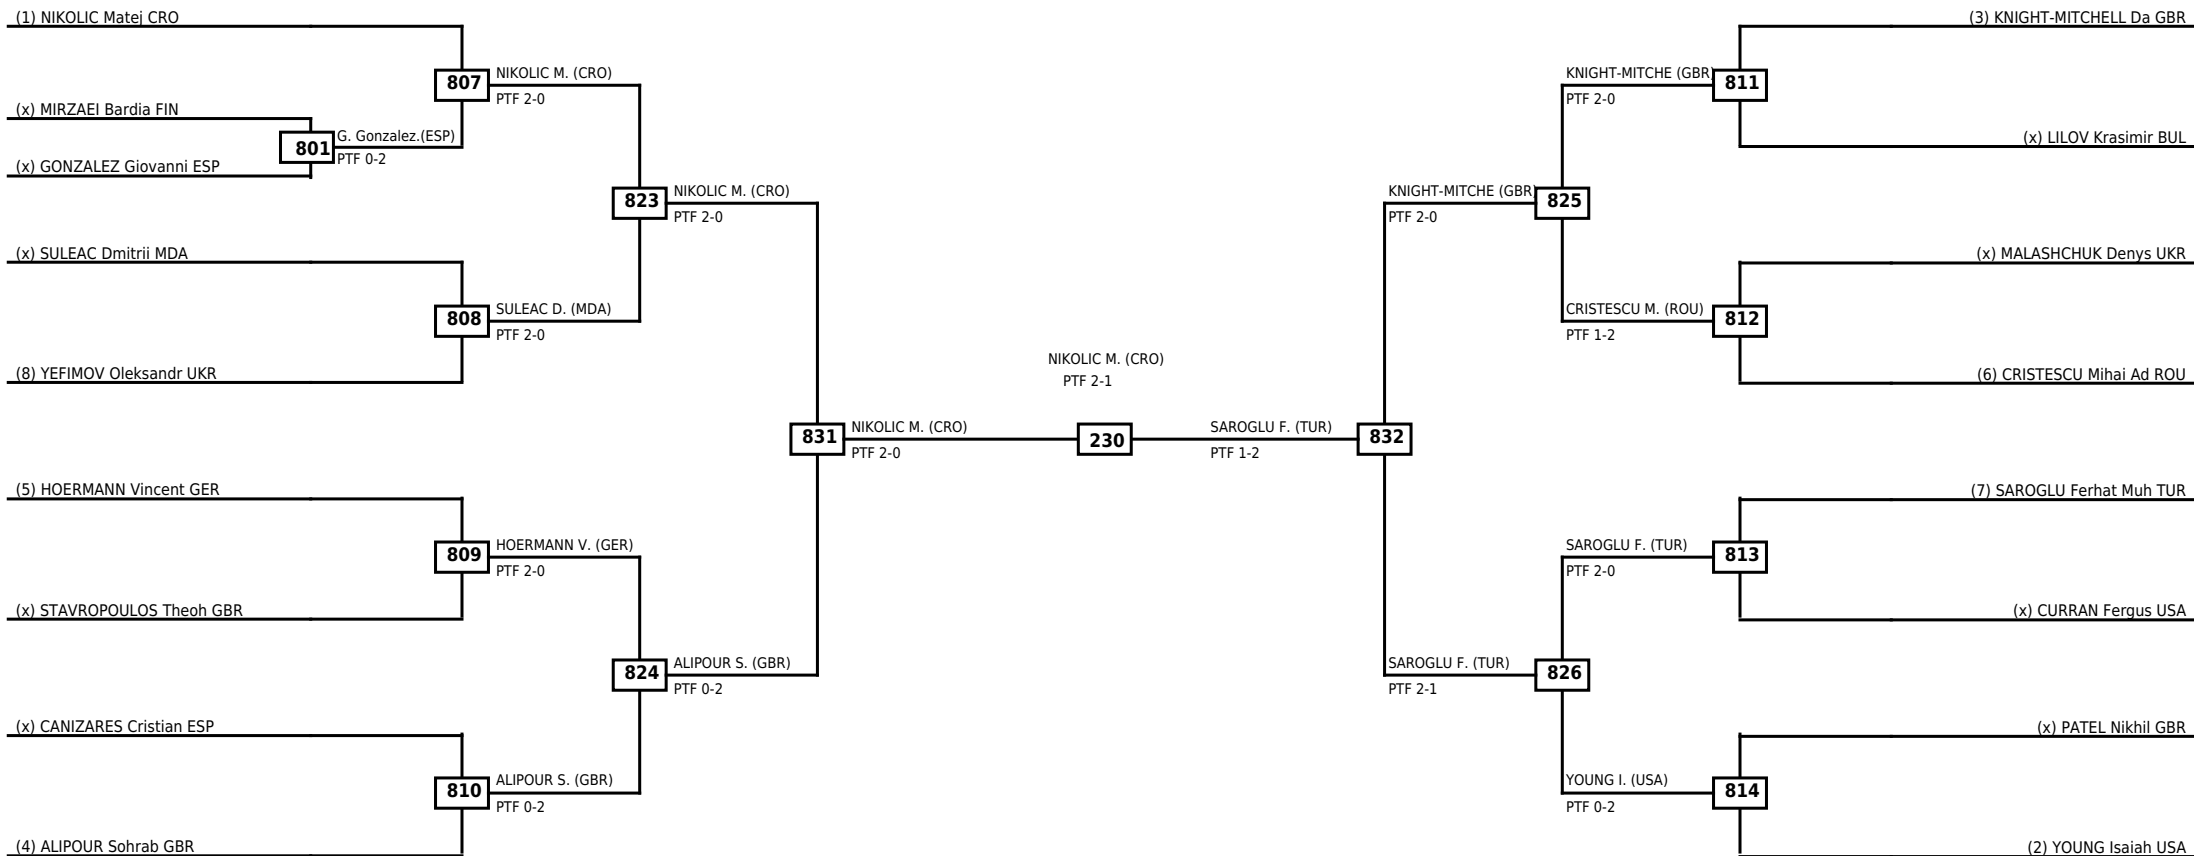 (1) NIKOLIC Matej CRO
807
NIKOLIC M. (CRO)
PTF 2-0
(x) MIRZAEI Bardia FIN
801
G. Gonzalez.(ESP)
PTF 0-2
(x) GONZALEZ Giovanni ESP
823
NIKOLIC M. (CRO)
PTF 2-0
(x) SULEAC Dmitrii MDA
808
SULEAC D. (MDA)
PTF 2-0
(8) YEFIMOV Oleksandr UKR
831
NIKOLIC M. (CRO)
PTF 2-0
(5) HOERMANN Vincent GER
809
HOERMANN V. (GER)
PTF 2-0
(x) STAVROPOULOS Theoh GBR
824
ALIPOUR S. (GBR)
PTF 0-2
(x) CANIZARES Cristian ESP
810
ALIPOUR S. (GBR)
PTF 0-2
(4) ALIPOUR Sohrab GBR
NIKOLIC M. (CRO)
PTF 2-1
230
(3) KNIGHT-MITCHELL Da GBR
KNIGHT-MITCHE (GBR)
811
PTF 2-0
(x) LILOV Krasimir BUL
KNIGHT-MITCHE (GBR)
825
PTF 2-0
(x) MALASHCHUK Denys UKR
CRISTESCU M. (ROU)
812
PTF 1-2
(6) CRISTESCU Mihai Ad ROU
SAROGLU F. (TUR)
832
PTF 1-2
(7) SAROGLU Ferhat Muh TUR
SAROGLU F. (TUR)
813
PTF 2-0
(x) CURRAN Fergus USA
SAROGLU F. (TUR)
826
PTF 2-1
(x) PATEL Nikhil GBR
YOUNG I. (USA)
814
PTF 0-2
(2) YOUNG Isaiah USA